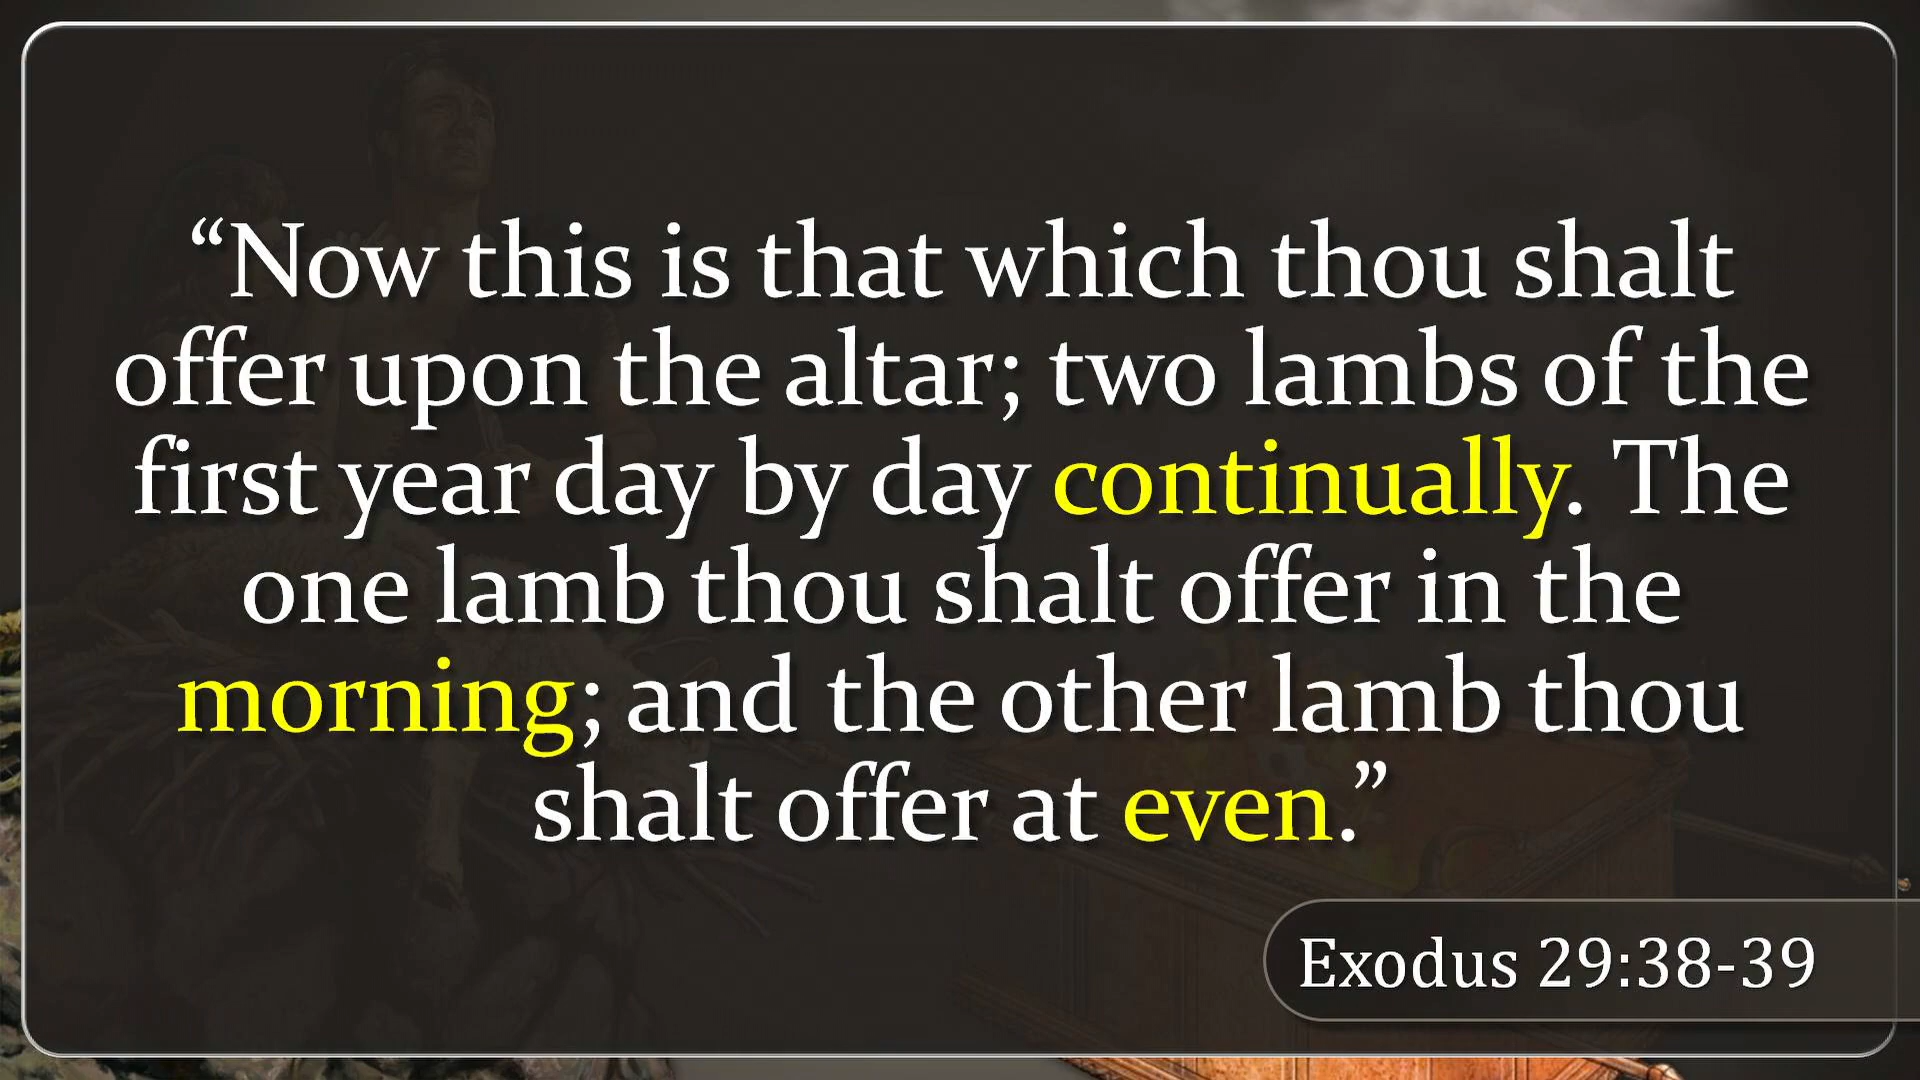 “Now this is that which thou shalt
offer upon the altar; two lambs of the
first year day by day continually. The
one lamb thou shalt offer in the
morning; and the other lamb thou
shalt offer at even.”
Exodus 29:38-39